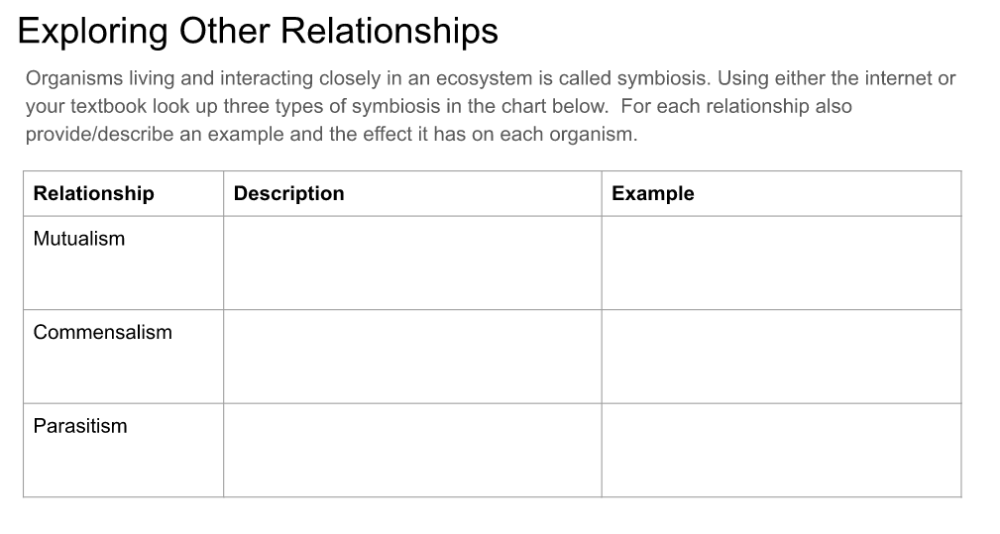 Exploring Other Relationships
Organisms living and interacting closely in an ecosystem is called symbiosis. Using either the internet or
your textbook look up three types of symbiosis in the chart below.  For each relationship also
provide/describe an example and the effect it has on each organism.
Relationship Description Example
Mutualism
Commensalism
Parasitism